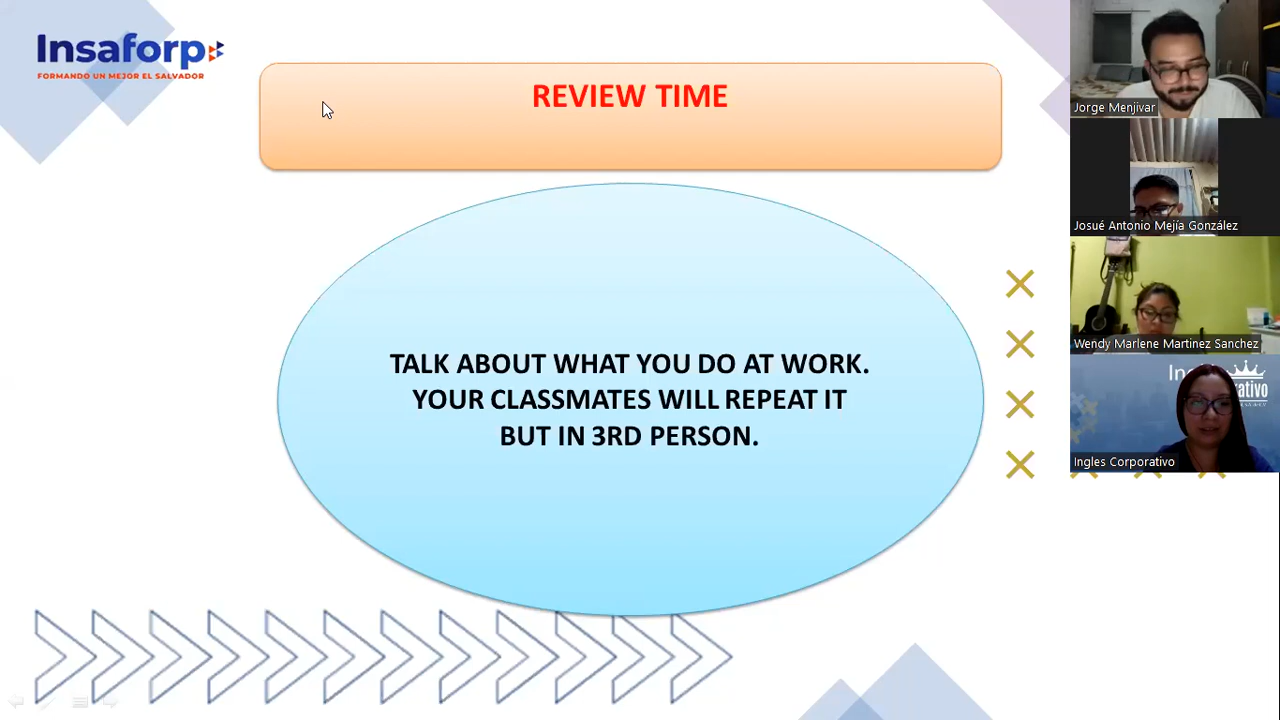 Insaforp
FORMANDO UN MEJOR EL SALVADOR
REVIEW TIME
TALK ABOUT WHAT YOU DO AT WORK.
YOUR CLASSMATES WILL REPEAT IT
BUT IN 3RD PERSON.
Jorge Menjivar
Josué Antonio Mejía González
Wendy Marlene Martinez Sanchez
Ingles Corporativo